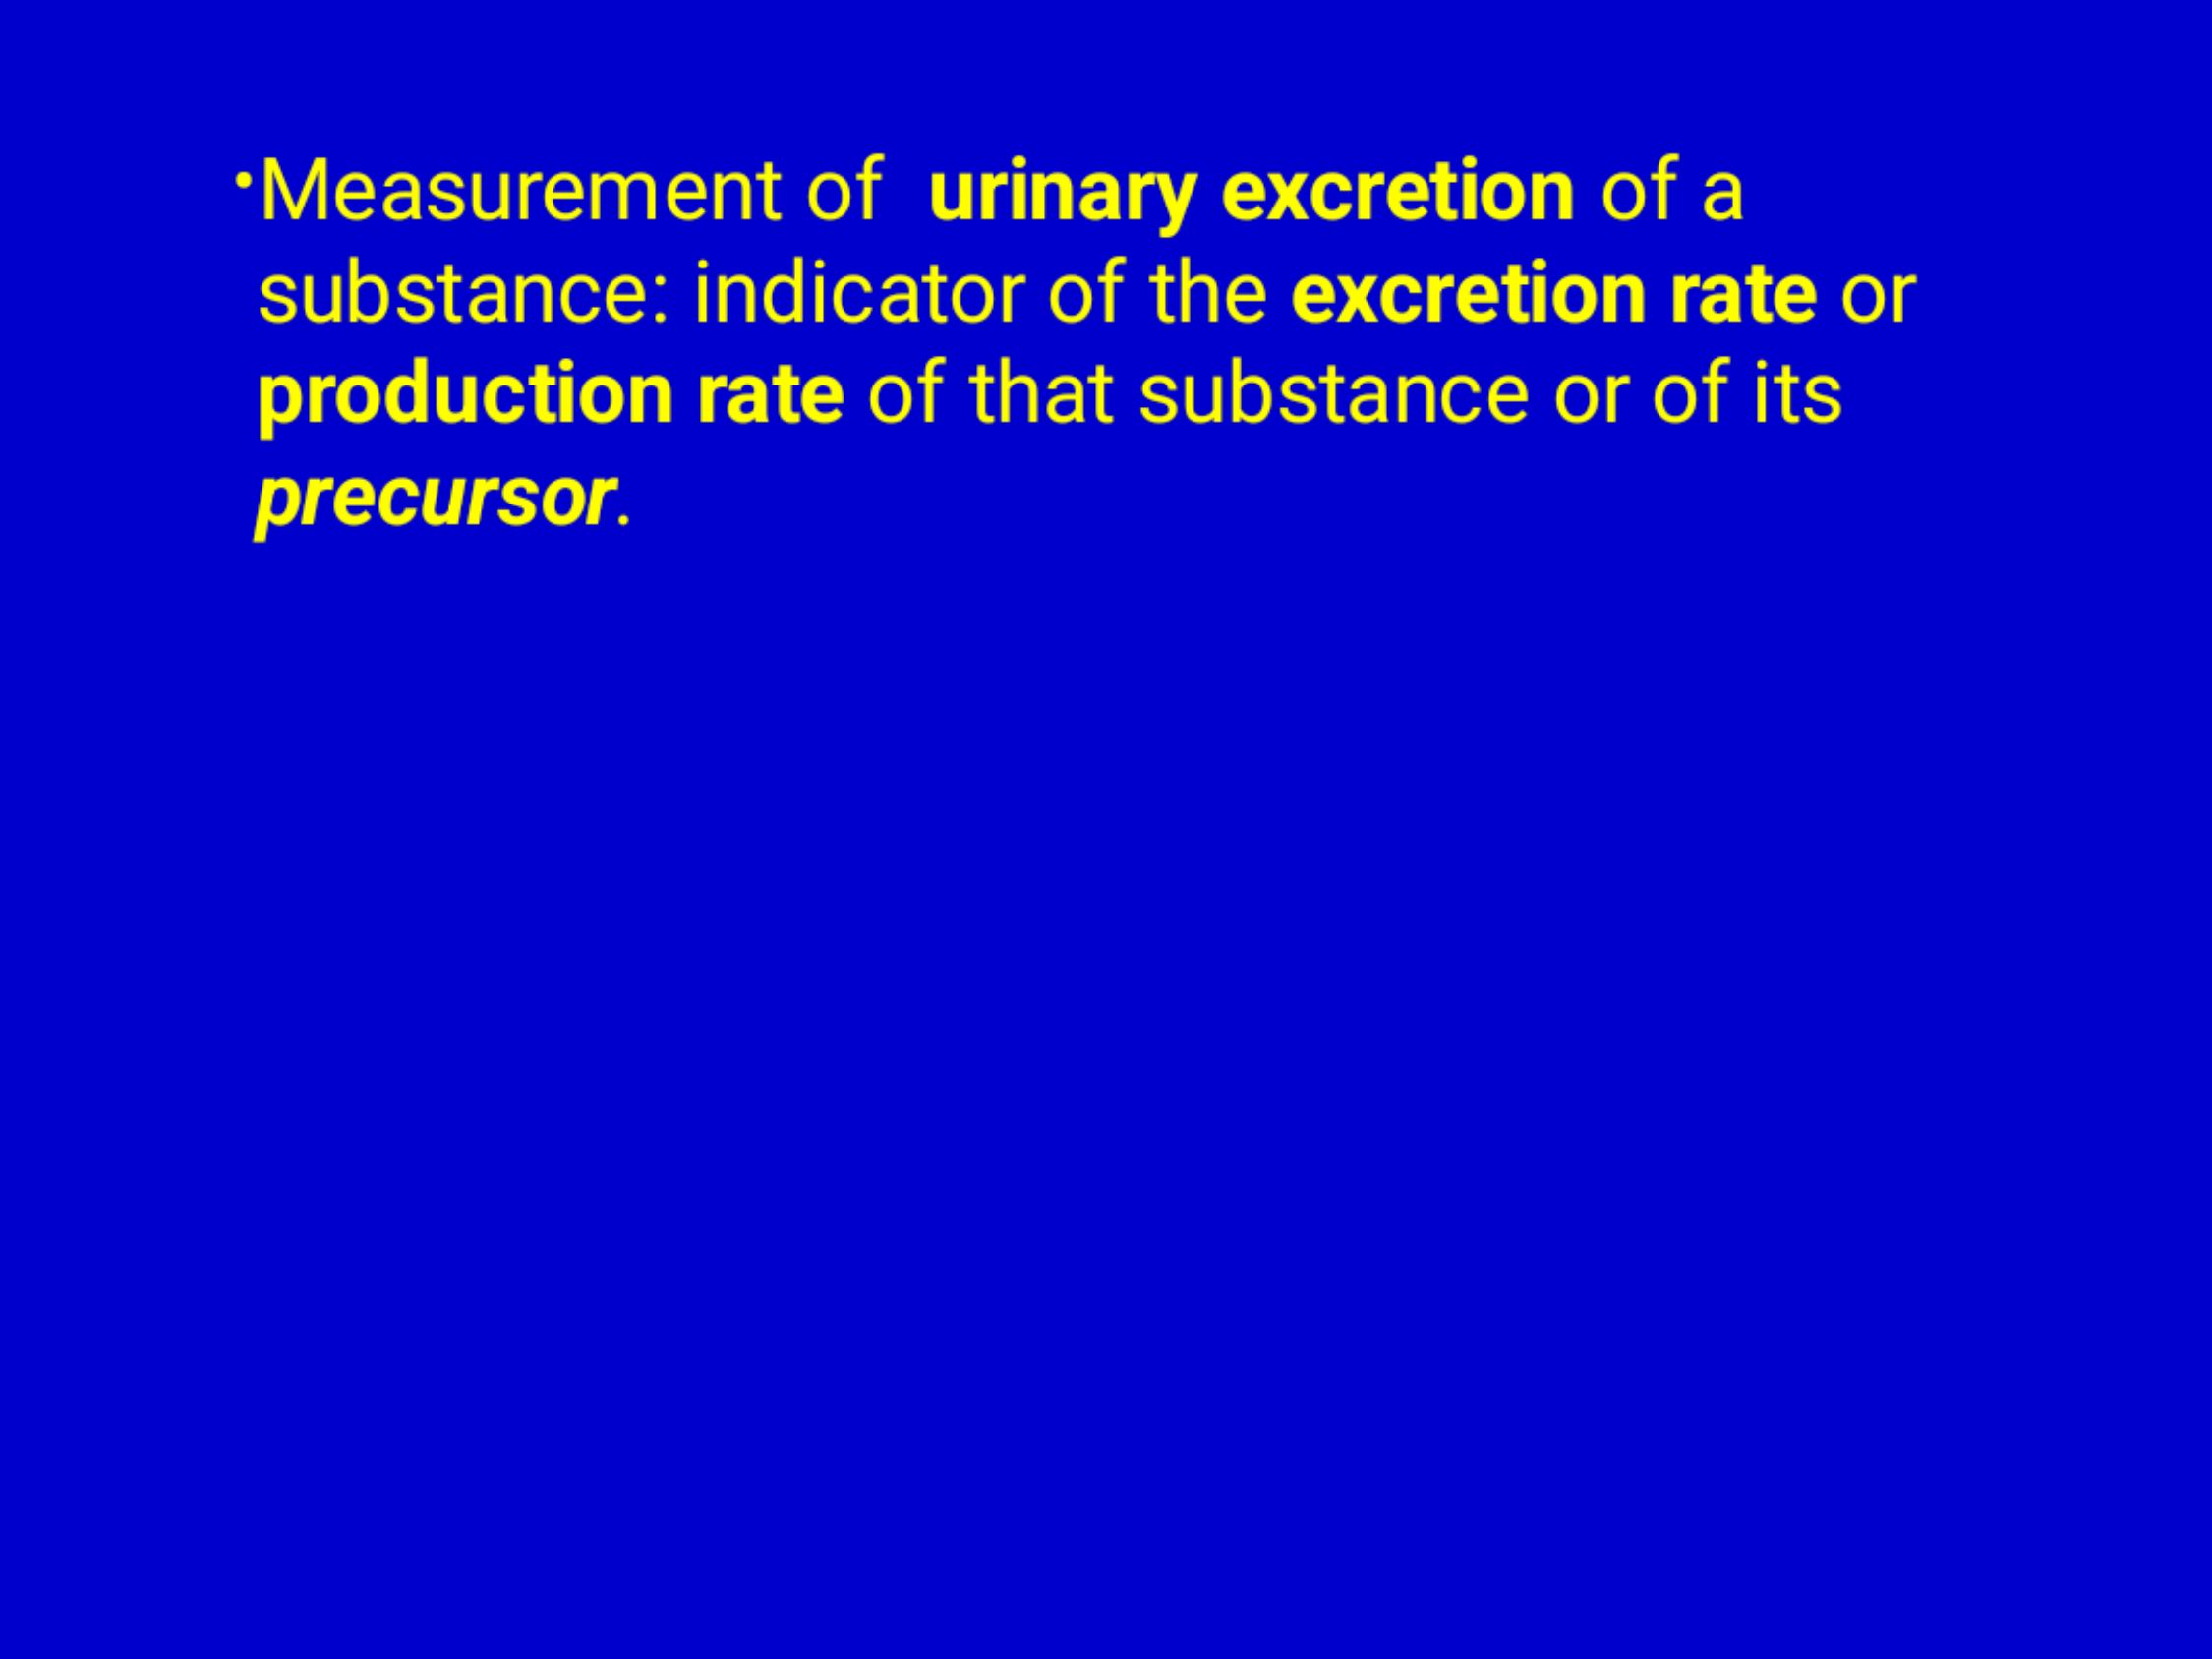 •Measurement of  urinary excretion of a
substance: indicator of the excretion rate or
production rate of that substance or of its
precursor.